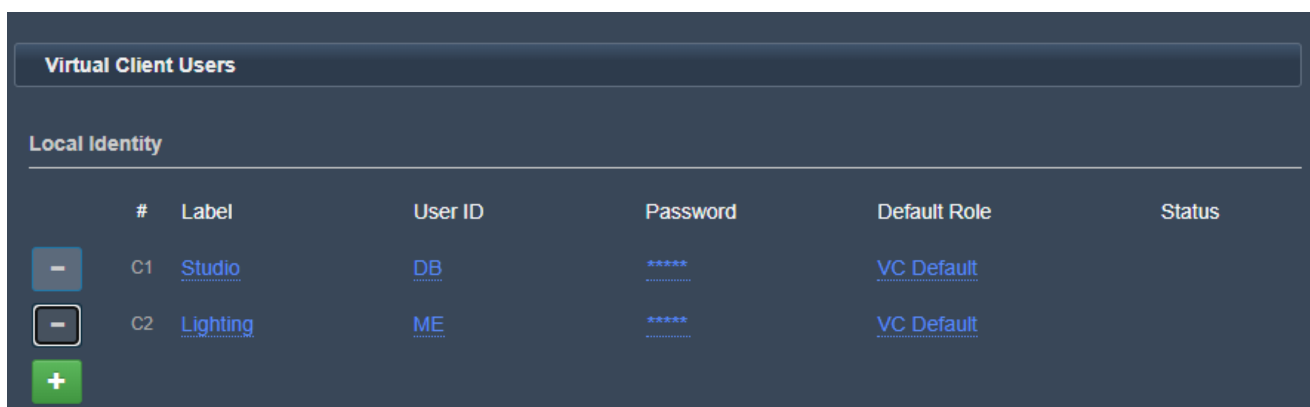 Virtual Client Users
Local Identity
# Label User ID Password Default Role Status
− C1 Studio DB ***** VC Default
− C2 Lighting ME ***** VC Default
+